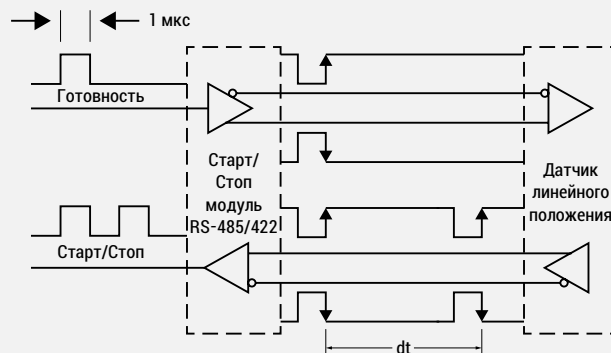 1 мкс
Готовность
Старт/
Стоп
модуль
RS-485/422
Датчик
линейного
положения
Старт/Стоп
dt